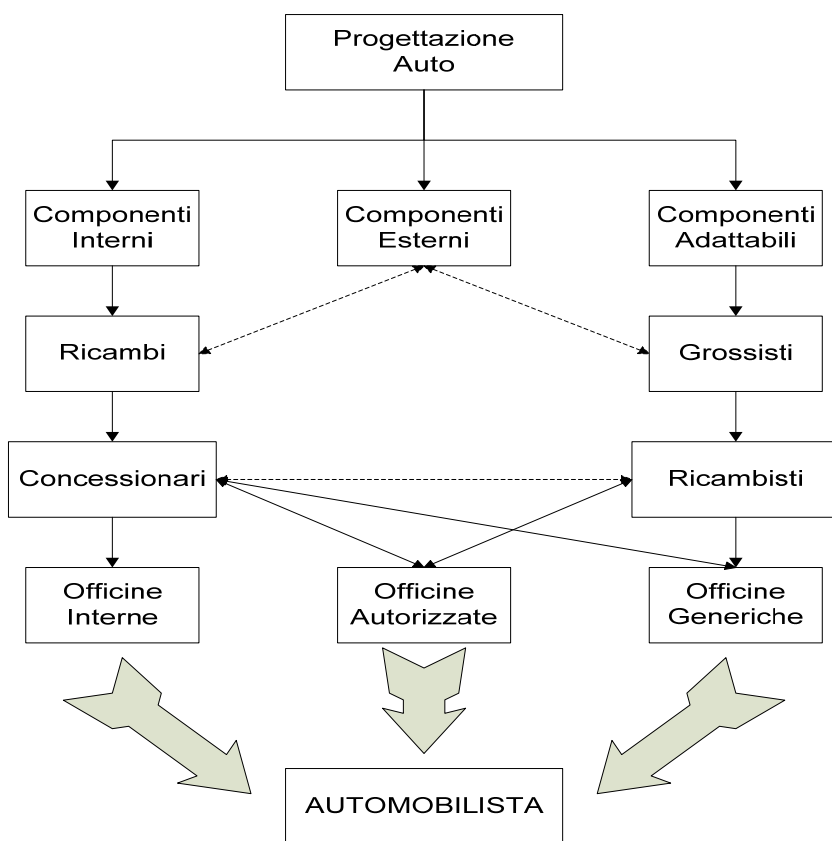 Progettazione
Auto
Componenti
Interni
Componenti
Esterni
Componenti
Adattabili
Ricambi
Grossisti
Concessionari
Ricambisti
Officine
Interne
Officine
Autorizzate
Officine
Generiche
AUTOMOBILISTA